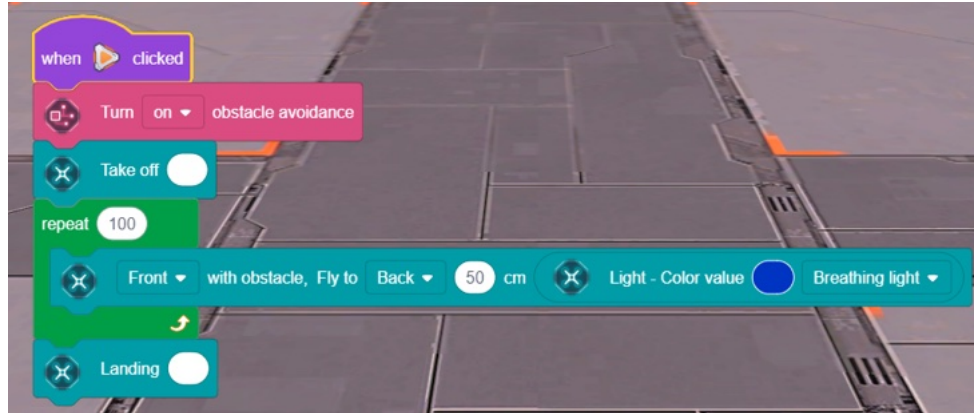 when clicked
Turn on obstacle avoidance
Take off
repeat 100
Front with obstacle, Fly to Back 50 cm Light - Color value Breathing light
Landing